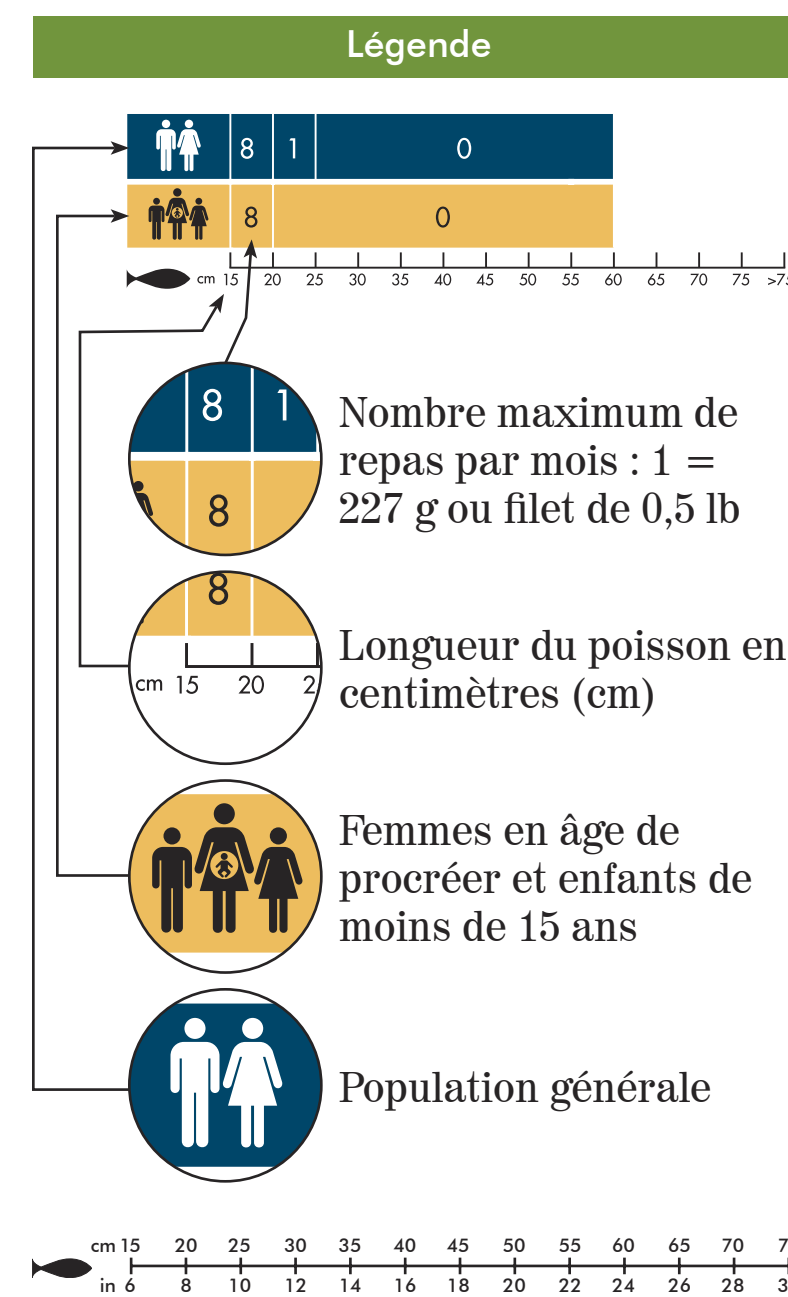 Légende
8 1 0
8 0
cm 15 20 25 30 35 40 45 50 55 60 65 70 75
8 1
8
Nombre maximum de
repas par mois : 1 =
227 g ou filet de 0,5 lb
8
cm 15 20
Longueur du poisson en
centimètres (cm)
Femmes en âge de
procréer et enfants de
moins de 15 ans
Population générale
cm 15 20 25 30 35 40 45 50 55 60 65 70
in 6 8 10 12 14 16 18 20 22 24 26 28